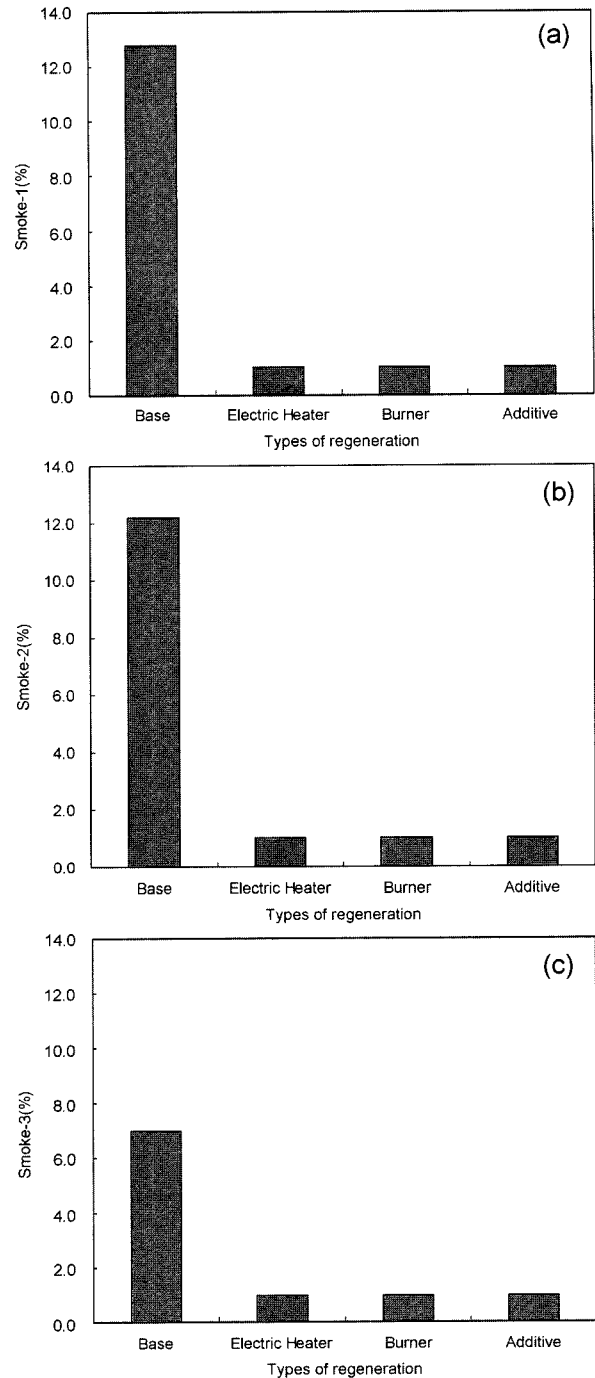 (a)
14.0
12.0
10.0
8.0
6.0
4.0
2.0
0.0
Smoke-1(%)
Base Electric Heater Burner Additive
Types of regeneration
(b)
14.0
12.0
10.0
8.0
6.0
4.0
2.0
0.0
Smoke-2(%)
Base Electric Heater Burner Additive
Types of regeneration
(c)
14.0
12.0
10.0
8.0
6.0
4.0
2.0
0.0
Smoke-3(%)
Base Electric Heater Burner Additive
Types of regeneration